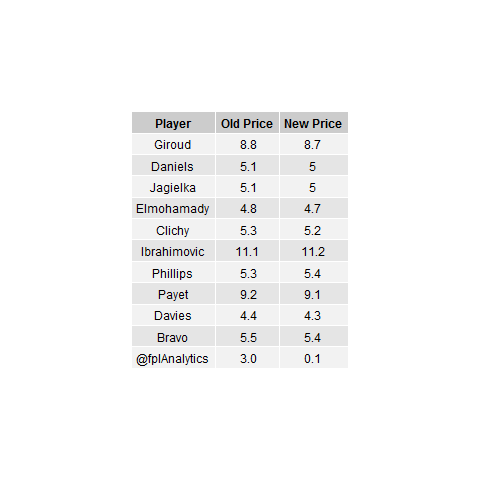 Player Old Price New Price
Giroud 8.8 8.7
Daniels 5.1 5
Jagielka 5.1 5
Elmohamady 4.8 4.7
Clichy 5.3 5.2
Ibrahimovic 11.1 11.2
Phillips 5.3 5.4
Payet 9.2 9.1
Davies 4.4 4.3
Bravo 5.5 5.4
@fplAnalytics 3.0 0.1